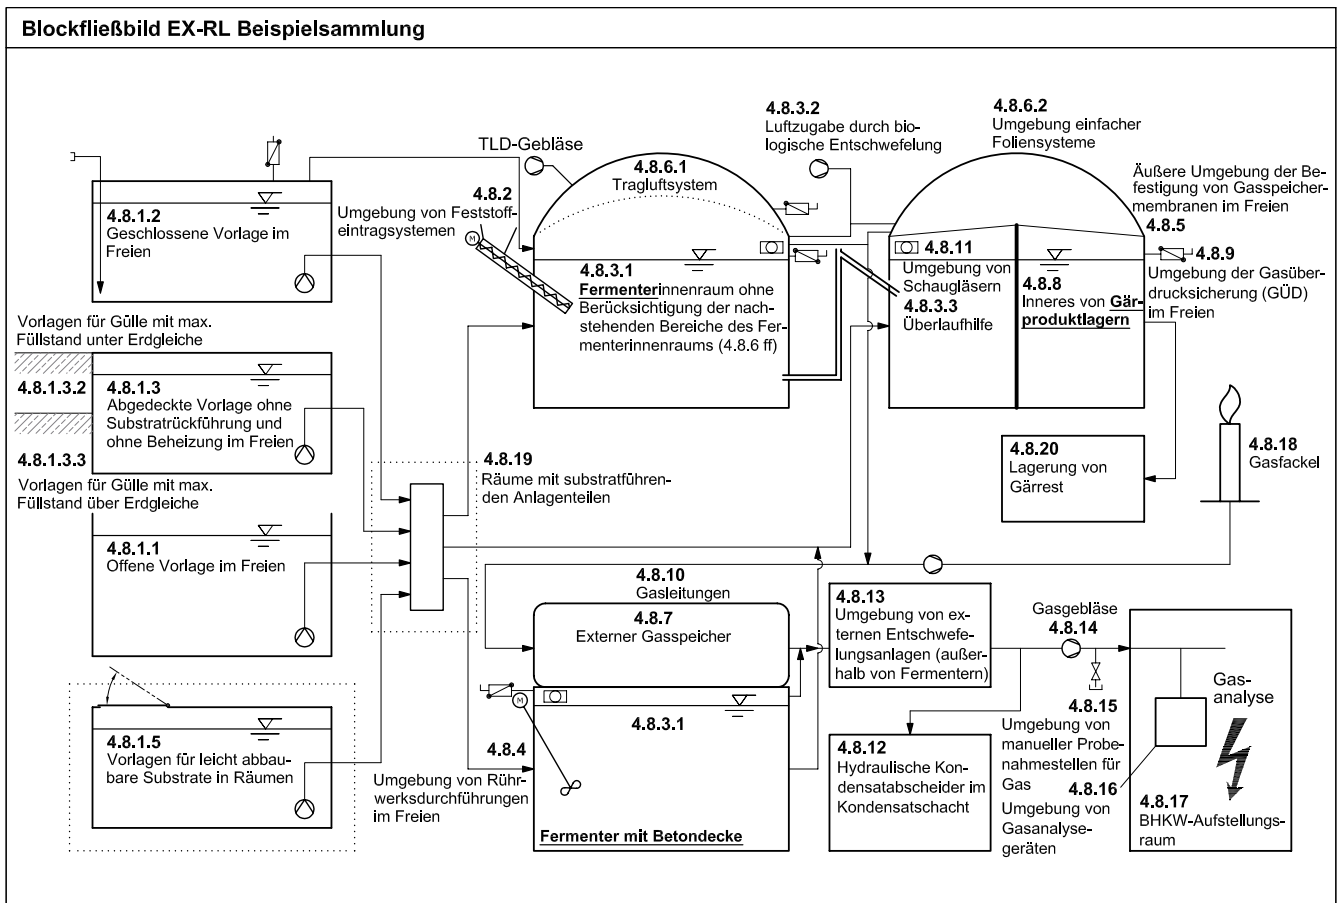 Blockfließbild EX-RL Beispielsammlung
4.8.1.2
Geschlossene Vorlage im
Freien
Vorlagen für Gülle mit max.
Füllstand unter Erdgleiche
4.8.1.3.2
4.8.1.3
Abgedeckte Vorlage ohne
Substratrückführung und
ohne Beheizung im Freien
4.8.1.3.3
Vorlagen für Gülle mit max.
Füllstand über Erdgleiche
4.8.1.1
Offene Vorlage im Freien
4.8.1.5
Vorlagen für leicht abbau-
bare Substrate in Räumen
TLD-Gebläse
4.8.2
Umgebung von Feststoff-
eintragsystemen
M
4.8.6.1
Tragluftsystem
4.8.3.1
Fermenterinnenraum ohne
Berücksichtigung der nach-
stehenden Bereiche des Fer-
menterinnenraums (4.8.6 ff)
4.8.3.2
Luftzugabe durch bio-
logische Entschwefelung
4.8.6.2
Umgebung einfacher
Foliensysteme
Äußere Umgebung der Be-
festigung von Gasspeicher-
membranen im Freien
4.8.5
4.8.9
Umgebung der Gasüber-
drucksicherung (GÜD)
im Freien
4.8.11
Umgebung von
Schaugläsern
4.8.3.3
Überlaufhilfe
4.8.8
Inneres von Gär-
produktlagern
4.8.19
Räume mit substratführen-
den Anlagenteilen
4.8.20
Lagerung von
Gärrest
4.8.18
Gasfackel
4.8.10
Gasleitungen
4.8.7
Externer Gasspeicher
M
4.8.3.1
4.8.4
Umgebung von Rühr-
werksdurchführungen
im Freien
Fermenter mit Betondecke
4.8.13
Umgebung von ex-
ternen Entschwefe-
lungsanlagen (außer-
halb von Fermentern)
4.8.12
Hydraulische Kon-
densatabscheider im
Kondensatschacht
Gasgebläse
4.8.14
4.8.15
Umgebung von
manueller Probe-
nahmestellen für
Gas
4.8.16
Umgebung von
Gasanalyse-
geräten
Gas-
analyse
4.8.17
BHKW-Aufstellungs-
raum